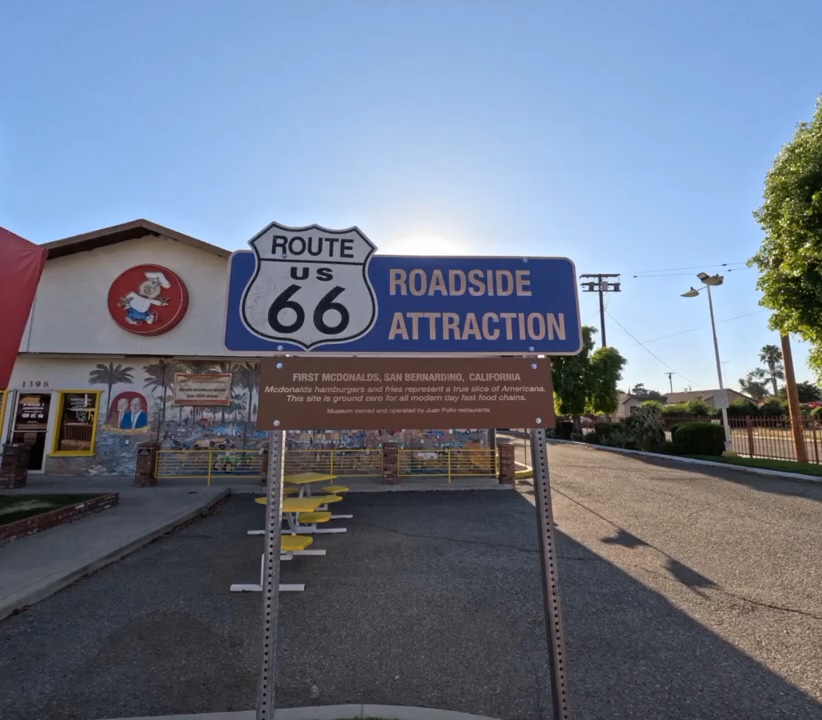 ROUTE
US
66
ROADSIDE
ATTRACTION
FIRST MCDONALDS, SAN BERNARDINO, CALIFORNIA
Mcdonalds hamburgers and fries represent a true slice of Americana.
This site is ground zero for all modern day fast food chains.
Museum owned and operated by Juan Pollo restaurants
1398